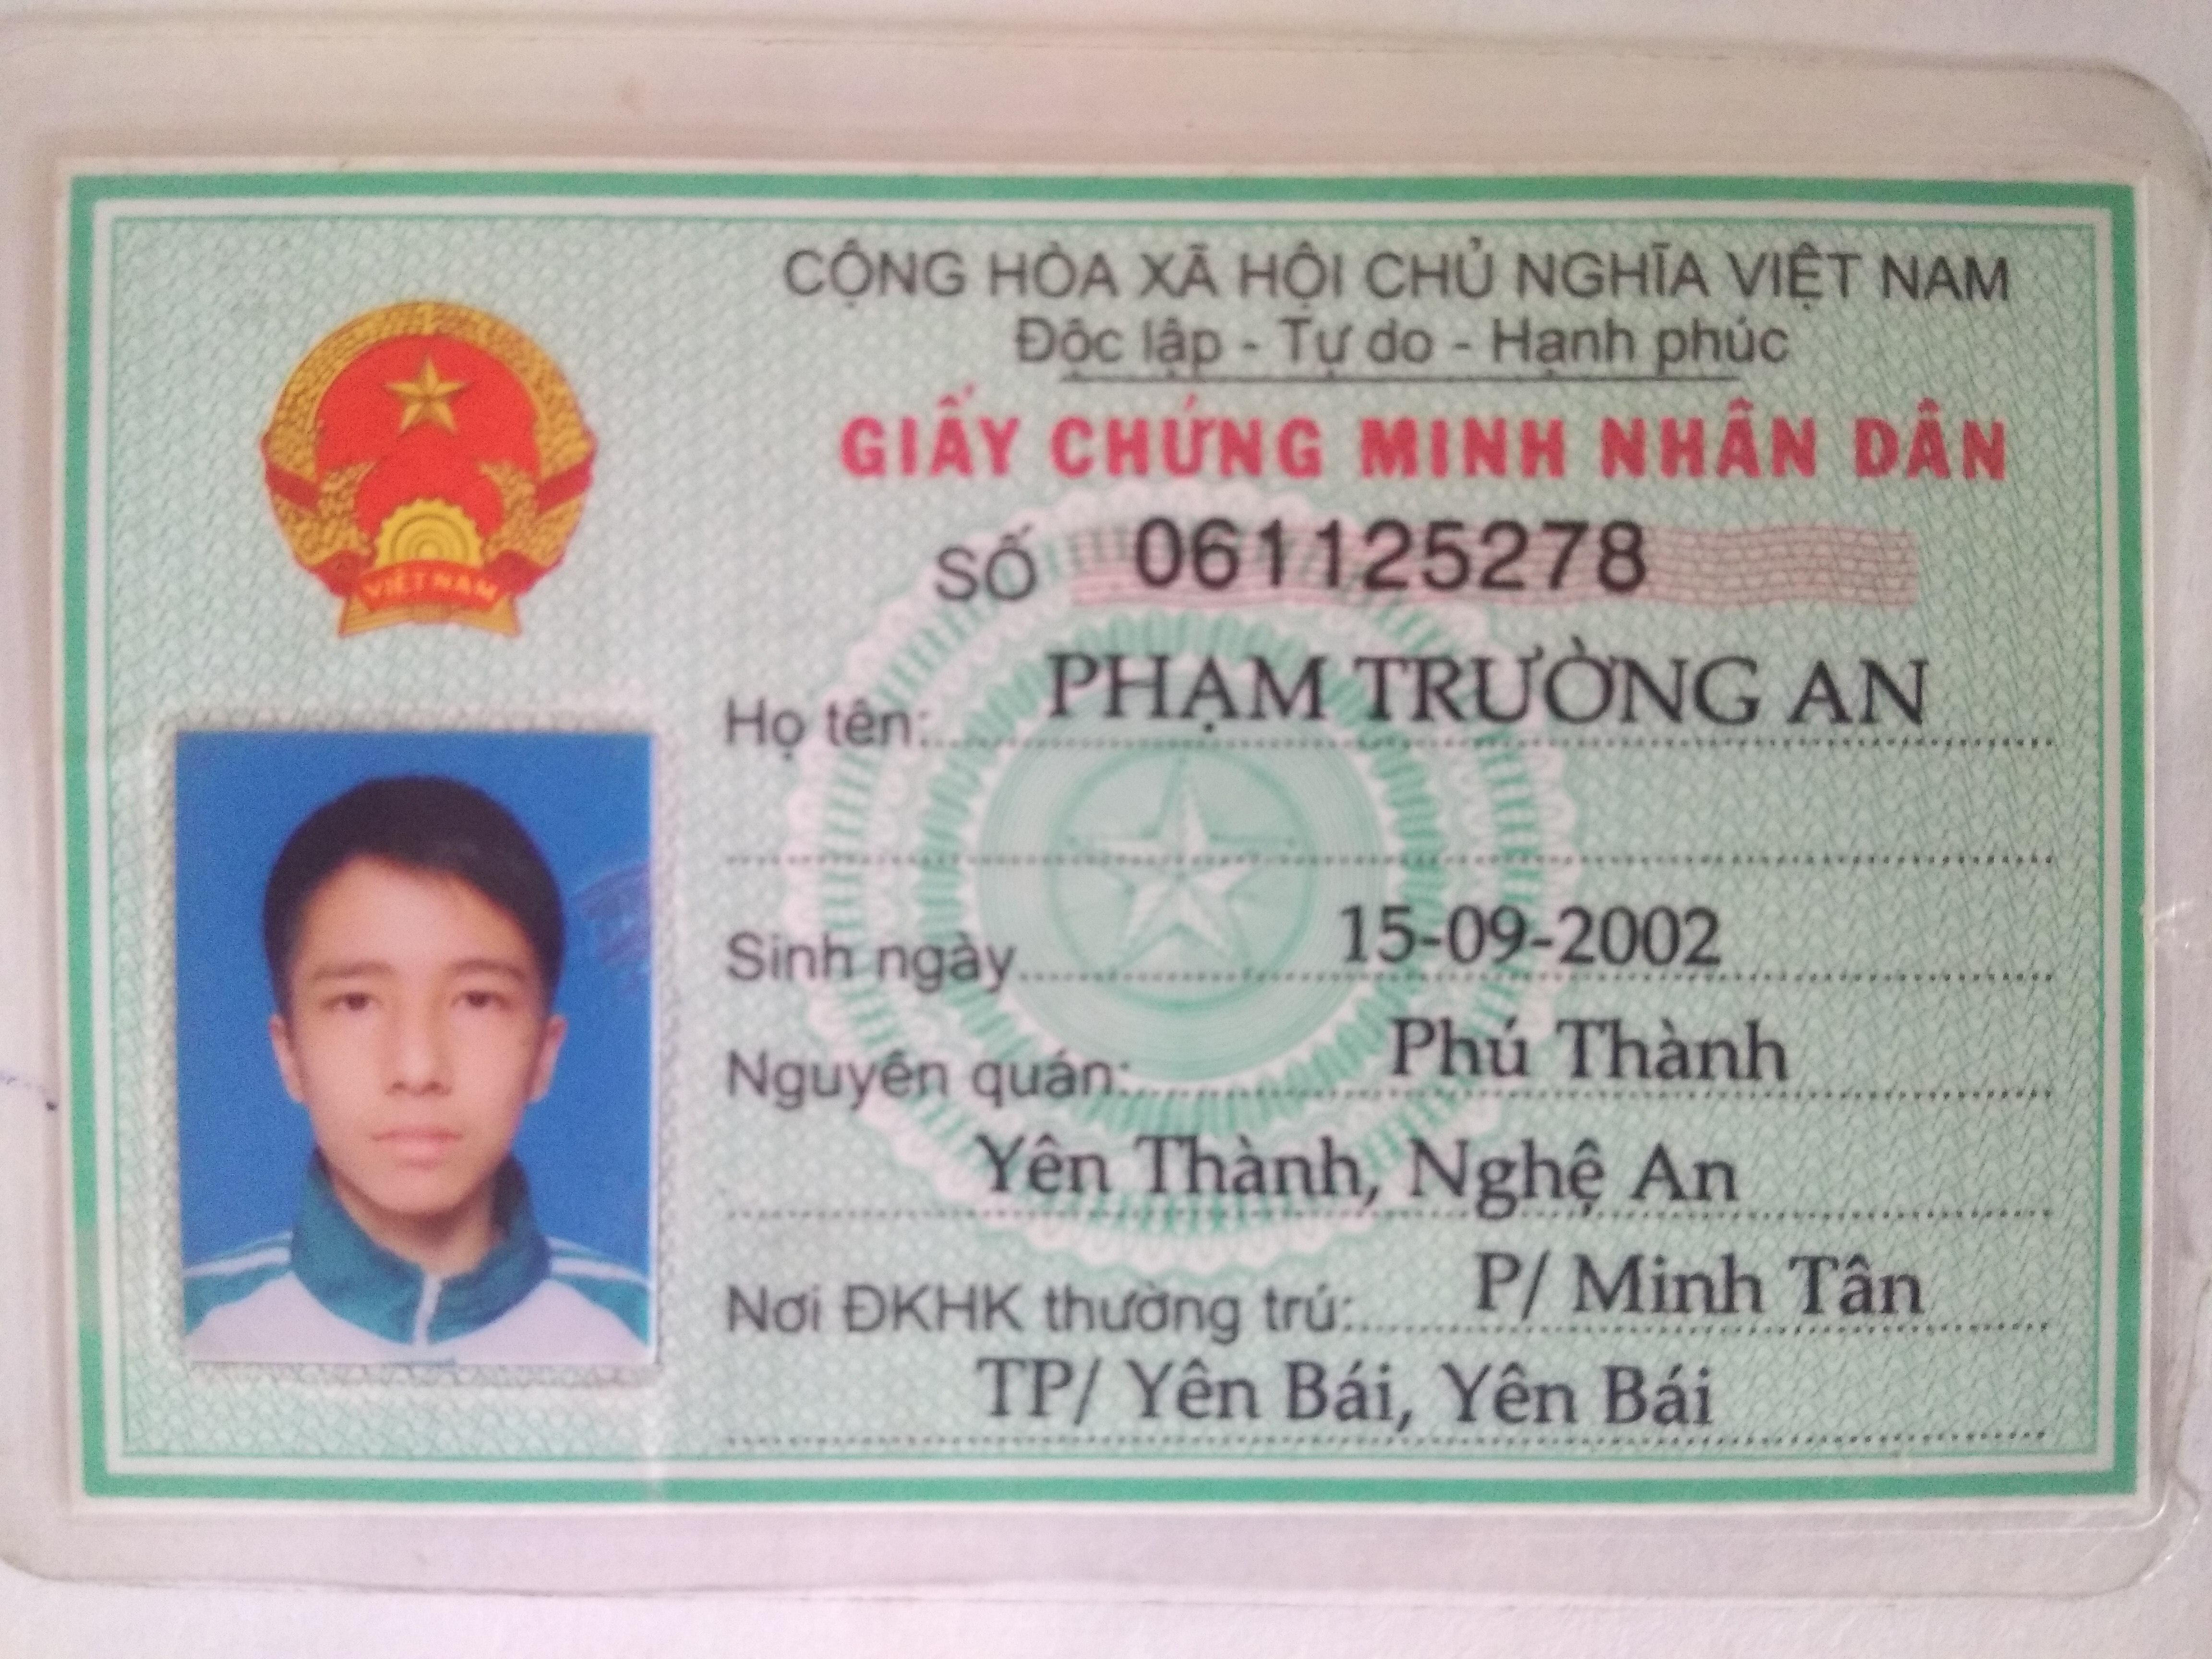 CỘNG HÒA XÃ HỘI CHỦ NGHĨA VIỆT NAM
Độc lập - Tự do - Hạnh phúc
GIẤY CHỨNG MINH NHÂN DÂN
SỐ 061125278
VIỆT NAM
Họ tên: PHẠM TRƯỜNG AN
Sinh ngày 15-09-2002
Nguyên quán: Phú Thành
Yên Thành, Nghệ An
Nơi ĐKHK thường trú: P/ Minh Tân
TP/ Yên Bái, Yên Bái